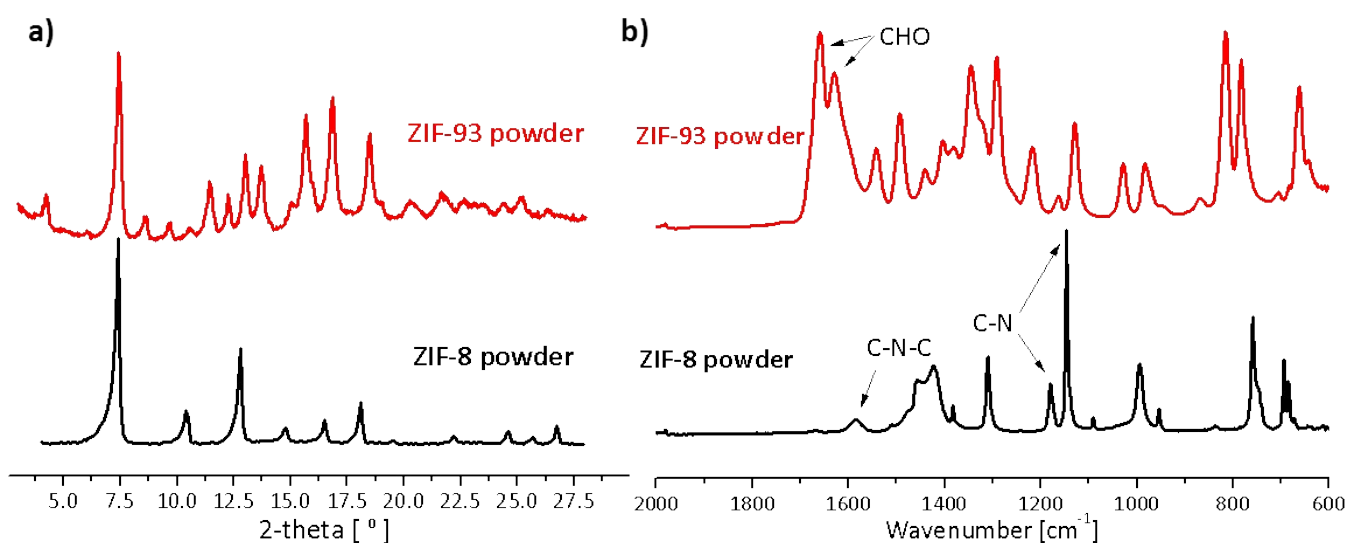 a)
ZIF-93 powder
ZIF-8 powder
5.0 7.5 10.0 12.5 15.0 17.5 20.0 22.5 25.0 27.5
2-theta [ º]
b)
CHO
ZIF-93 powder
C-N
C-N-C
ZIF-8 powder
2000 1800 1600 1400 1200 1000 800 600
Wavenumber [cm⁻¹]